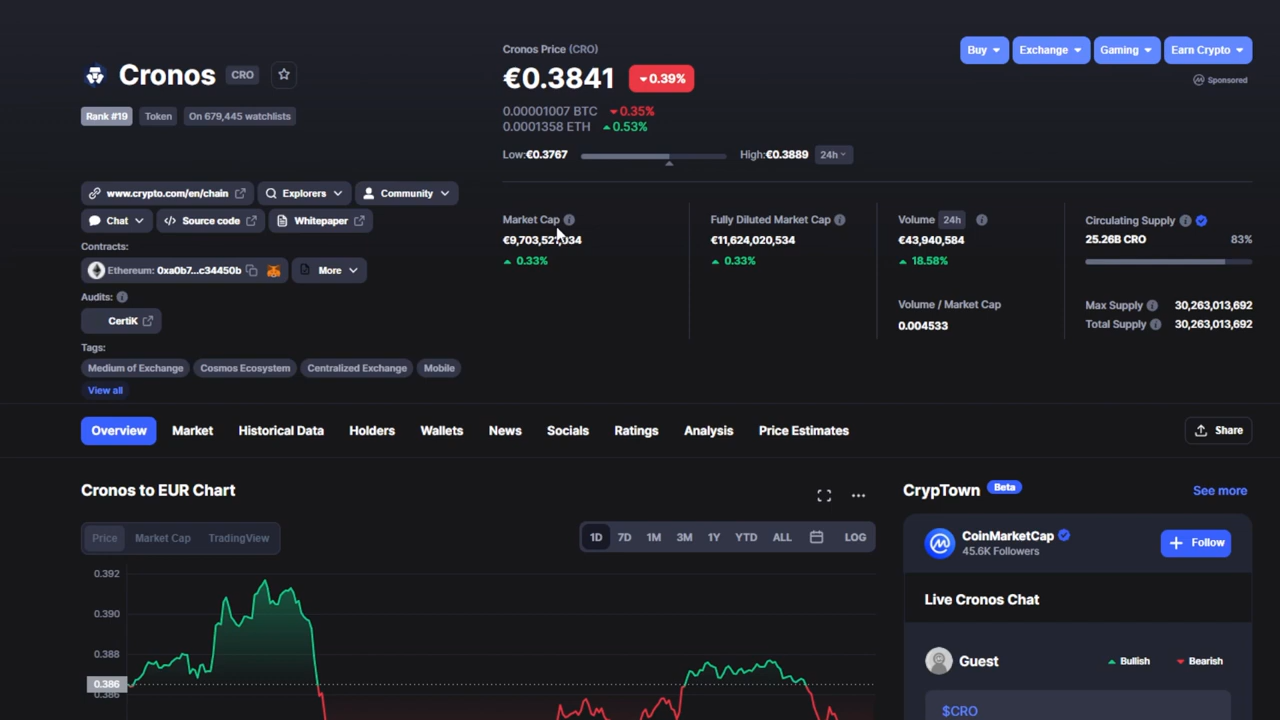 Cronos CRO
Rank #19 Token On 679,445 watchlists
www.crypto.com/en/chain Explorers Community
Chat Source code Whitepaper
Contracts:
Ethereum: 0xa0b7...c34450b More
Audits:
CertiK
Tags:
Medium of Exchange Cosmos Ecosystem Centralized Exchange Mobile
View all
Cronos Price (CRO)
€0.3841 0.39%
0.00001007 BTC 0.35%
0.0001358 ETH 0.53%
Low:€0.3767 High:€0.3889 24h
Buy Exchange Gaming Earn Crypto
Sponsored
Market Cap
€9,703,527,034
0.33%
Fully Diluted Market Cap
€11,624,020,534
0.33%
Volume 24h
€43,940,584
18.58%
Volume / Market Cap
0.004533
Circulating Supply
25.26B CRO 83%
Max Supply 30,263,013,692
Total Supply 30,263,013,692
Overview Market Historical Data Holders Wallets News Socials Ratings Analysis Price Estimates Share
Cronos to EUR Chart
Price Market Cap TradingView 1D 7D 1M 3M 1Y YTD ALL LOG
0.392
0.390
0.388
0.386
0.386
CrypTown Beta See more
CoinMarketCap
45.6K Followers
Follow
Live Cronos Chat
Guest Bullish Bearish
$CRO